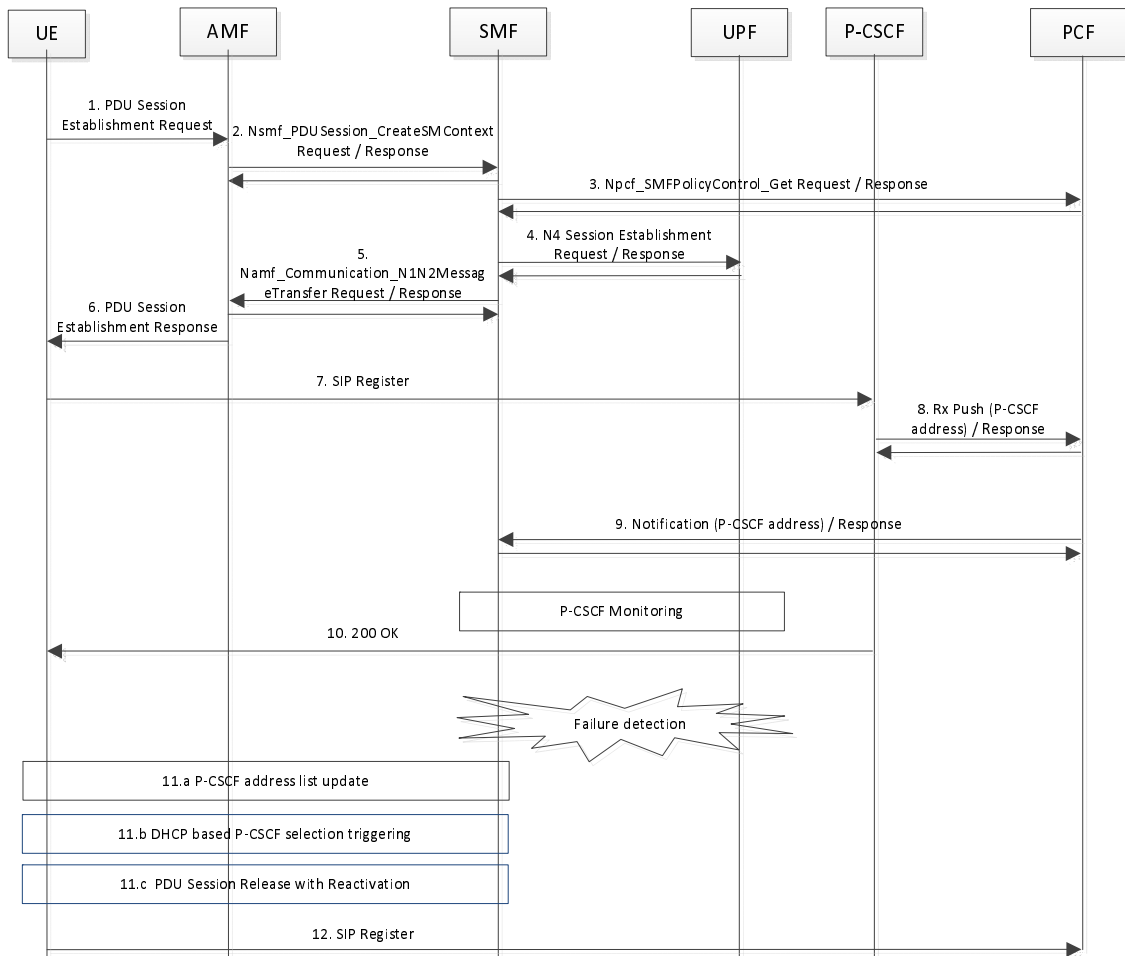 UE
AMF
SMF
UPF
P-CSCF
PCF
1. PDU Session
Establishment Request
2. Nsmf_PDUSession_CreateSMContext
Request / Response
3. Npcf_SMFPolicyControl_Get Request / Response
4. N4 Session Establishment
Request / Response
5.
Namf_Communication_N1N2Messag
eTransfer Request / Response
6. PDU Session
Establishment Response
7. SIP Register
8. Rx Push (P-CSCF
address) / Response
9. Notification (P-CSCF address) / Response
P-CSCF Monitoring
10. 200 OK
Failure detection
11.a P-CSCF address list update
11.b DHCP based P-CSCF selection triggering
11.c PDU Session Release with Reactivation
12. SIP Register